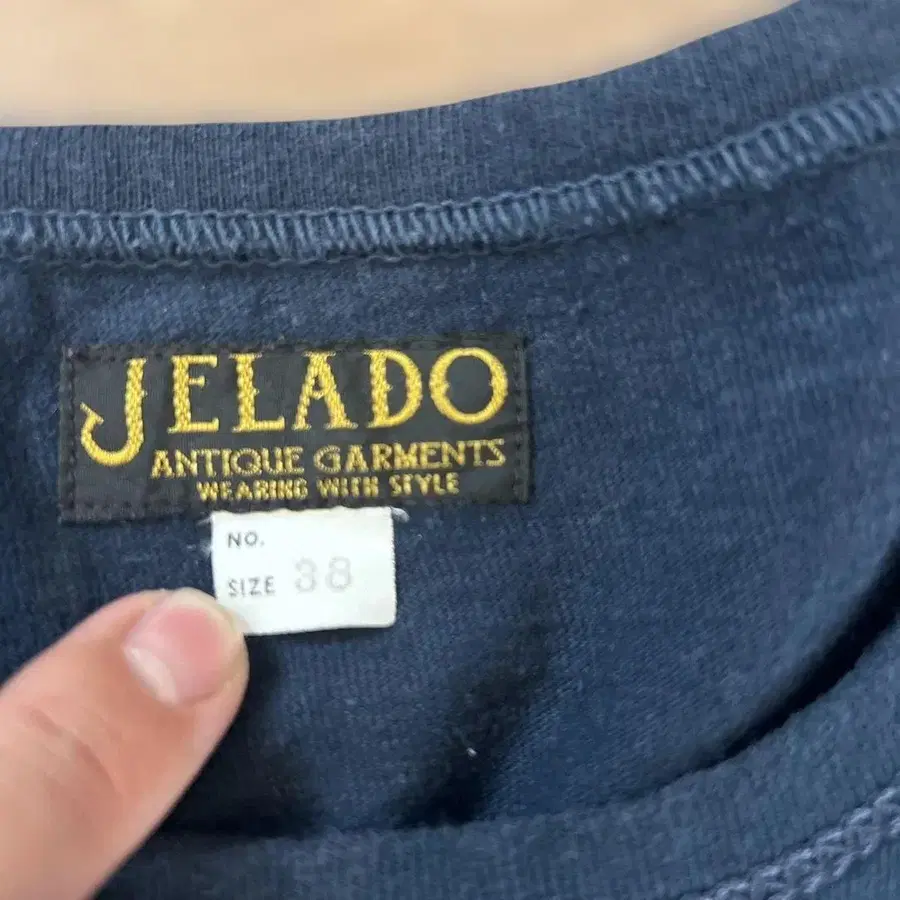 JELADO
ANTIQUE GARMENTS
WEARING WITH STYLE
NO.
SIZE 38